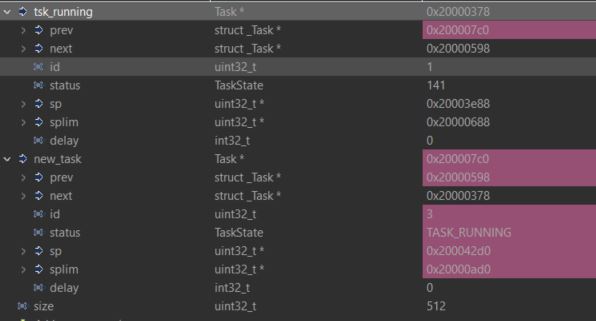 tsk_running Task * 0x20000378
prev struct _Task * 0x200007c0
next struct _Task * 0x20000598
id uint32_t 1
status TaskState 141
sp uint32_t * 0x20003e88
splim uint32_t * 0x20000688
delay int32_t 0
new_task Task * 0x200007c0
prev struct _Task * 0x20000598
next struct _Task * 0x20000378
id uint32_t 3
status TaskState TASK_RUNNING
sp uint32_t * 0x200042d0
splim uint32_t * 0x20000ad0
delay int32_t 0
size uint32_t 512